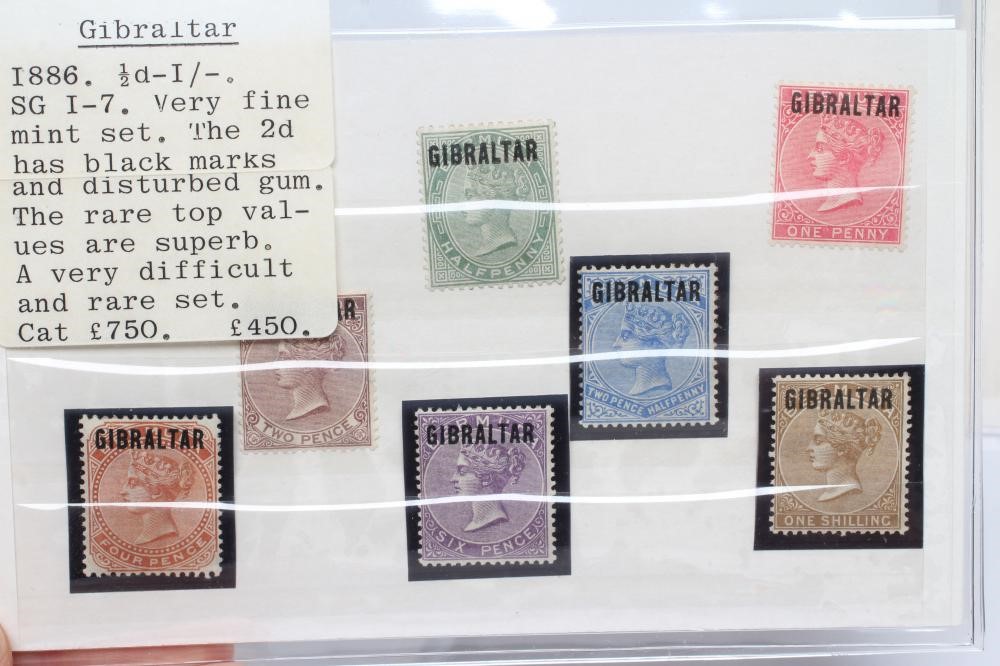 Gibraltar
I886. ½d-I/-.
SG I-7. Very fine
mint set. The 2d
has black marks
and disturbed gum.
The rare top val-
ues are superb.
A very difficult
and rare set.
Cat £750. £450.
GIBRALTAR
HALFPENNY
GIBRALTAR
ONE PENNY
AR
TWO PENCE
GIBRALTAR
TWO PENCE HALFPENNY
GIBRALTAR
FOUR PENCE
GIBRALTAR
SIX PENCE
GIBRALTAR
ONE SHILLING